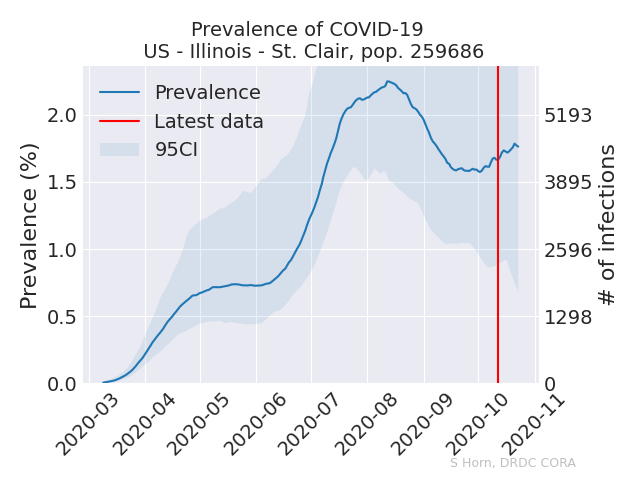 Prevalence of COVID-19
US - Illinois - St. Clair, pop. 259686
Prevalence
Latest data
95CI
Prevalence (%)
2.0
1.5
1.0
0.5
0.0
5193
3895
2596
1298
0
# of infections
2020-03
2020-04
2020-05
2020-06
2020-07
2020-08
2020-09
2020-10
2020-11
S Horn, DRDC CORA